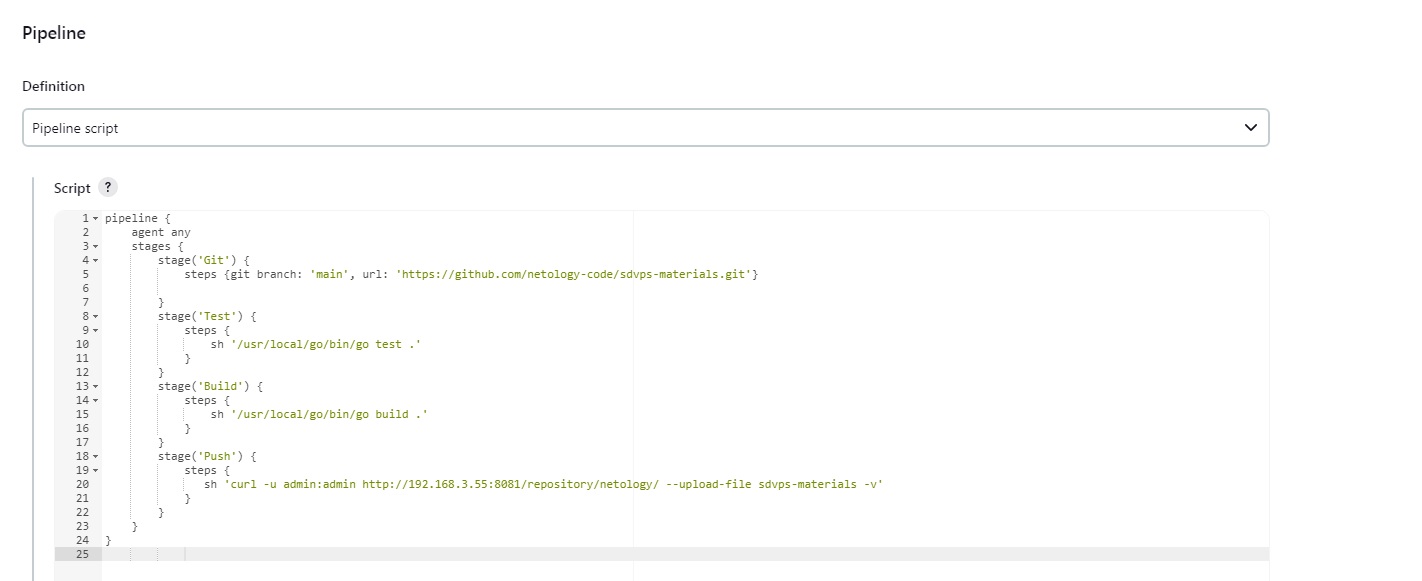 Pipeline
Definition
Pipeline script
Script ?
1 pipeline {
2     agent any
3     stages {
4         stage('Git') {
5             steps {git branch: 'main', url: 'https://github.com/netology-code/sdvps-materials.git'}
6
7         }
8         stage('Test') {
9             steps {
10                 sh '/usr/local/go/bin/go test .'
11             }
12         }
13         stage('Build') {
14             steps {
15                 sh '/usr/local/go/bin/go build .'
16             }
17         }
18         stage('Push') {
19             steps {
20                sh 'curl -u admin:admin http://192.168.3.55:8081/repository/netology/ --upload-file sdvps-materials -v'
21             }
22         }
23     }
24 }
25